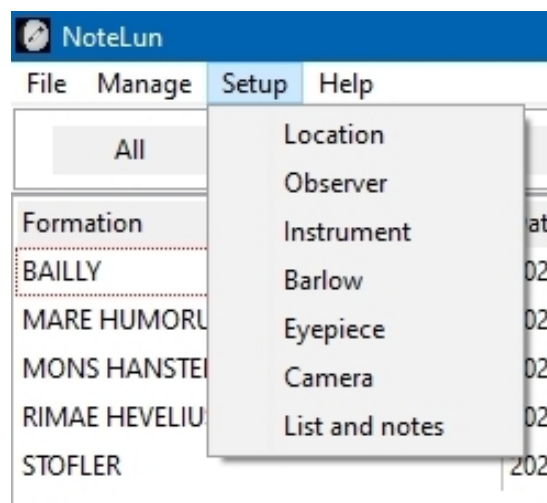 NoteLun
File Manage Setup Help
All
Location
Observer
Instrument
Barlow
Eyepiece
Camera
List and notes
Formation
BAILLY
MARE HUMORU
MONS HANSTE
RIMAE HEVELIU
STOFLER 202